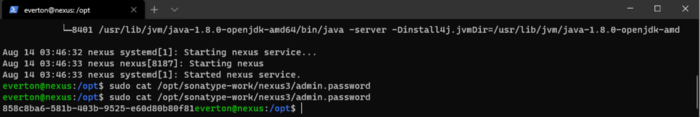 everton@nexus: /opt
└─8401 /usr/lib/jvm/java-1.8.0-openjdk-amd64/bin/java -server -Dinstall4j.jvmDir=/usr/lib/jvm/java-1.8.0-openjdk-amd
Aug 14 03:46:32 nexus systemd[1]: Starting nexus service...
Aug 14 03:46:33 nexus nexus[8187]: Starting nexus
Aug 14 03:46:33 nexus systemd[1]: Started nexus service.
everton@nexus:/opt$ sudo cat /opt/sonatype-work/nexus3/admin.password
everton@nexus:/opt$ sudo cat /opt/sonatype-work/nexus3/admin.password
858c8ba6-581b-403b-9525-e60d80b80f81everton@nexus:/opt$